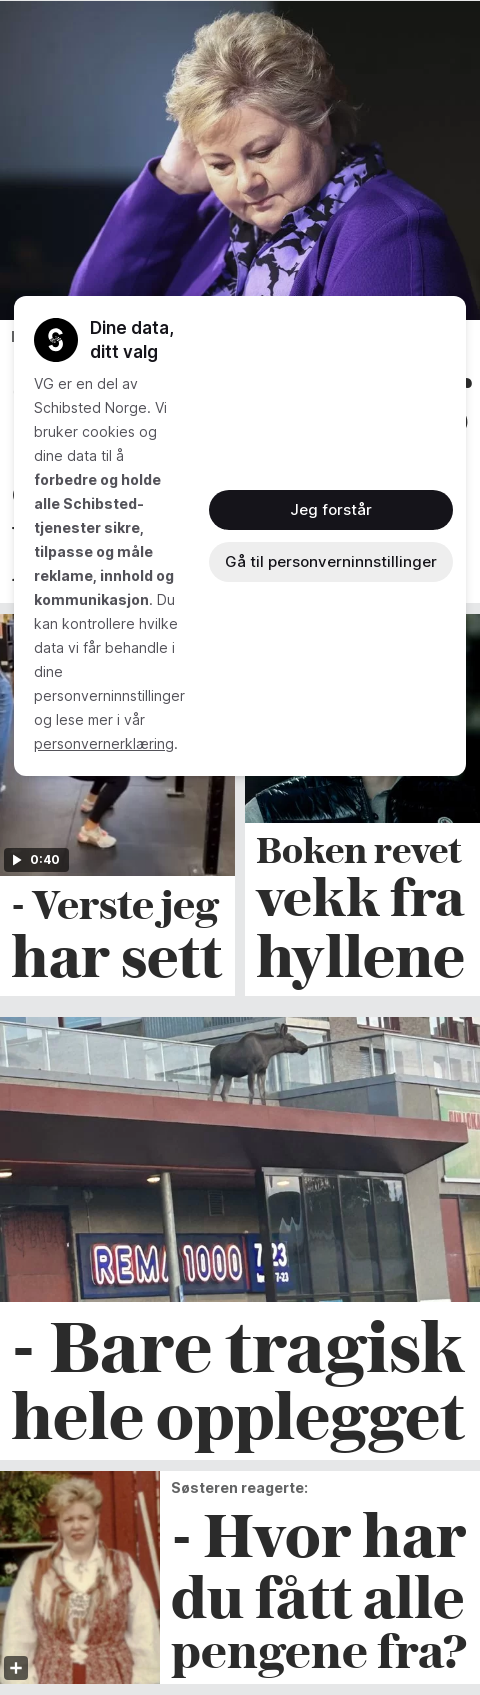 Dine data,
ditt valg
VG er en del av
Schibsted Norge. Vi
bruker cookies og
dine data til å
forbedre og holde
alle Schibsted-
tjenester sikre,
tilpasse og måle
reklame, innhold og
kommunikasjon. Du
kan kontrollere hvilke
data vi får behandle i
dine
personverninnstillinger
og lese mer i vår
personvernerklæring.
Jeg forstår
Gå til personverninnstillinger
0:40
- Verste jeg
har sett
Boken revet
vekk fra
hyllene
REMA 1000
7-23
- Bare tragisk
hele opplegget
Søsteren reagerte:
- Hvor har
du fått alle
pengene fra?